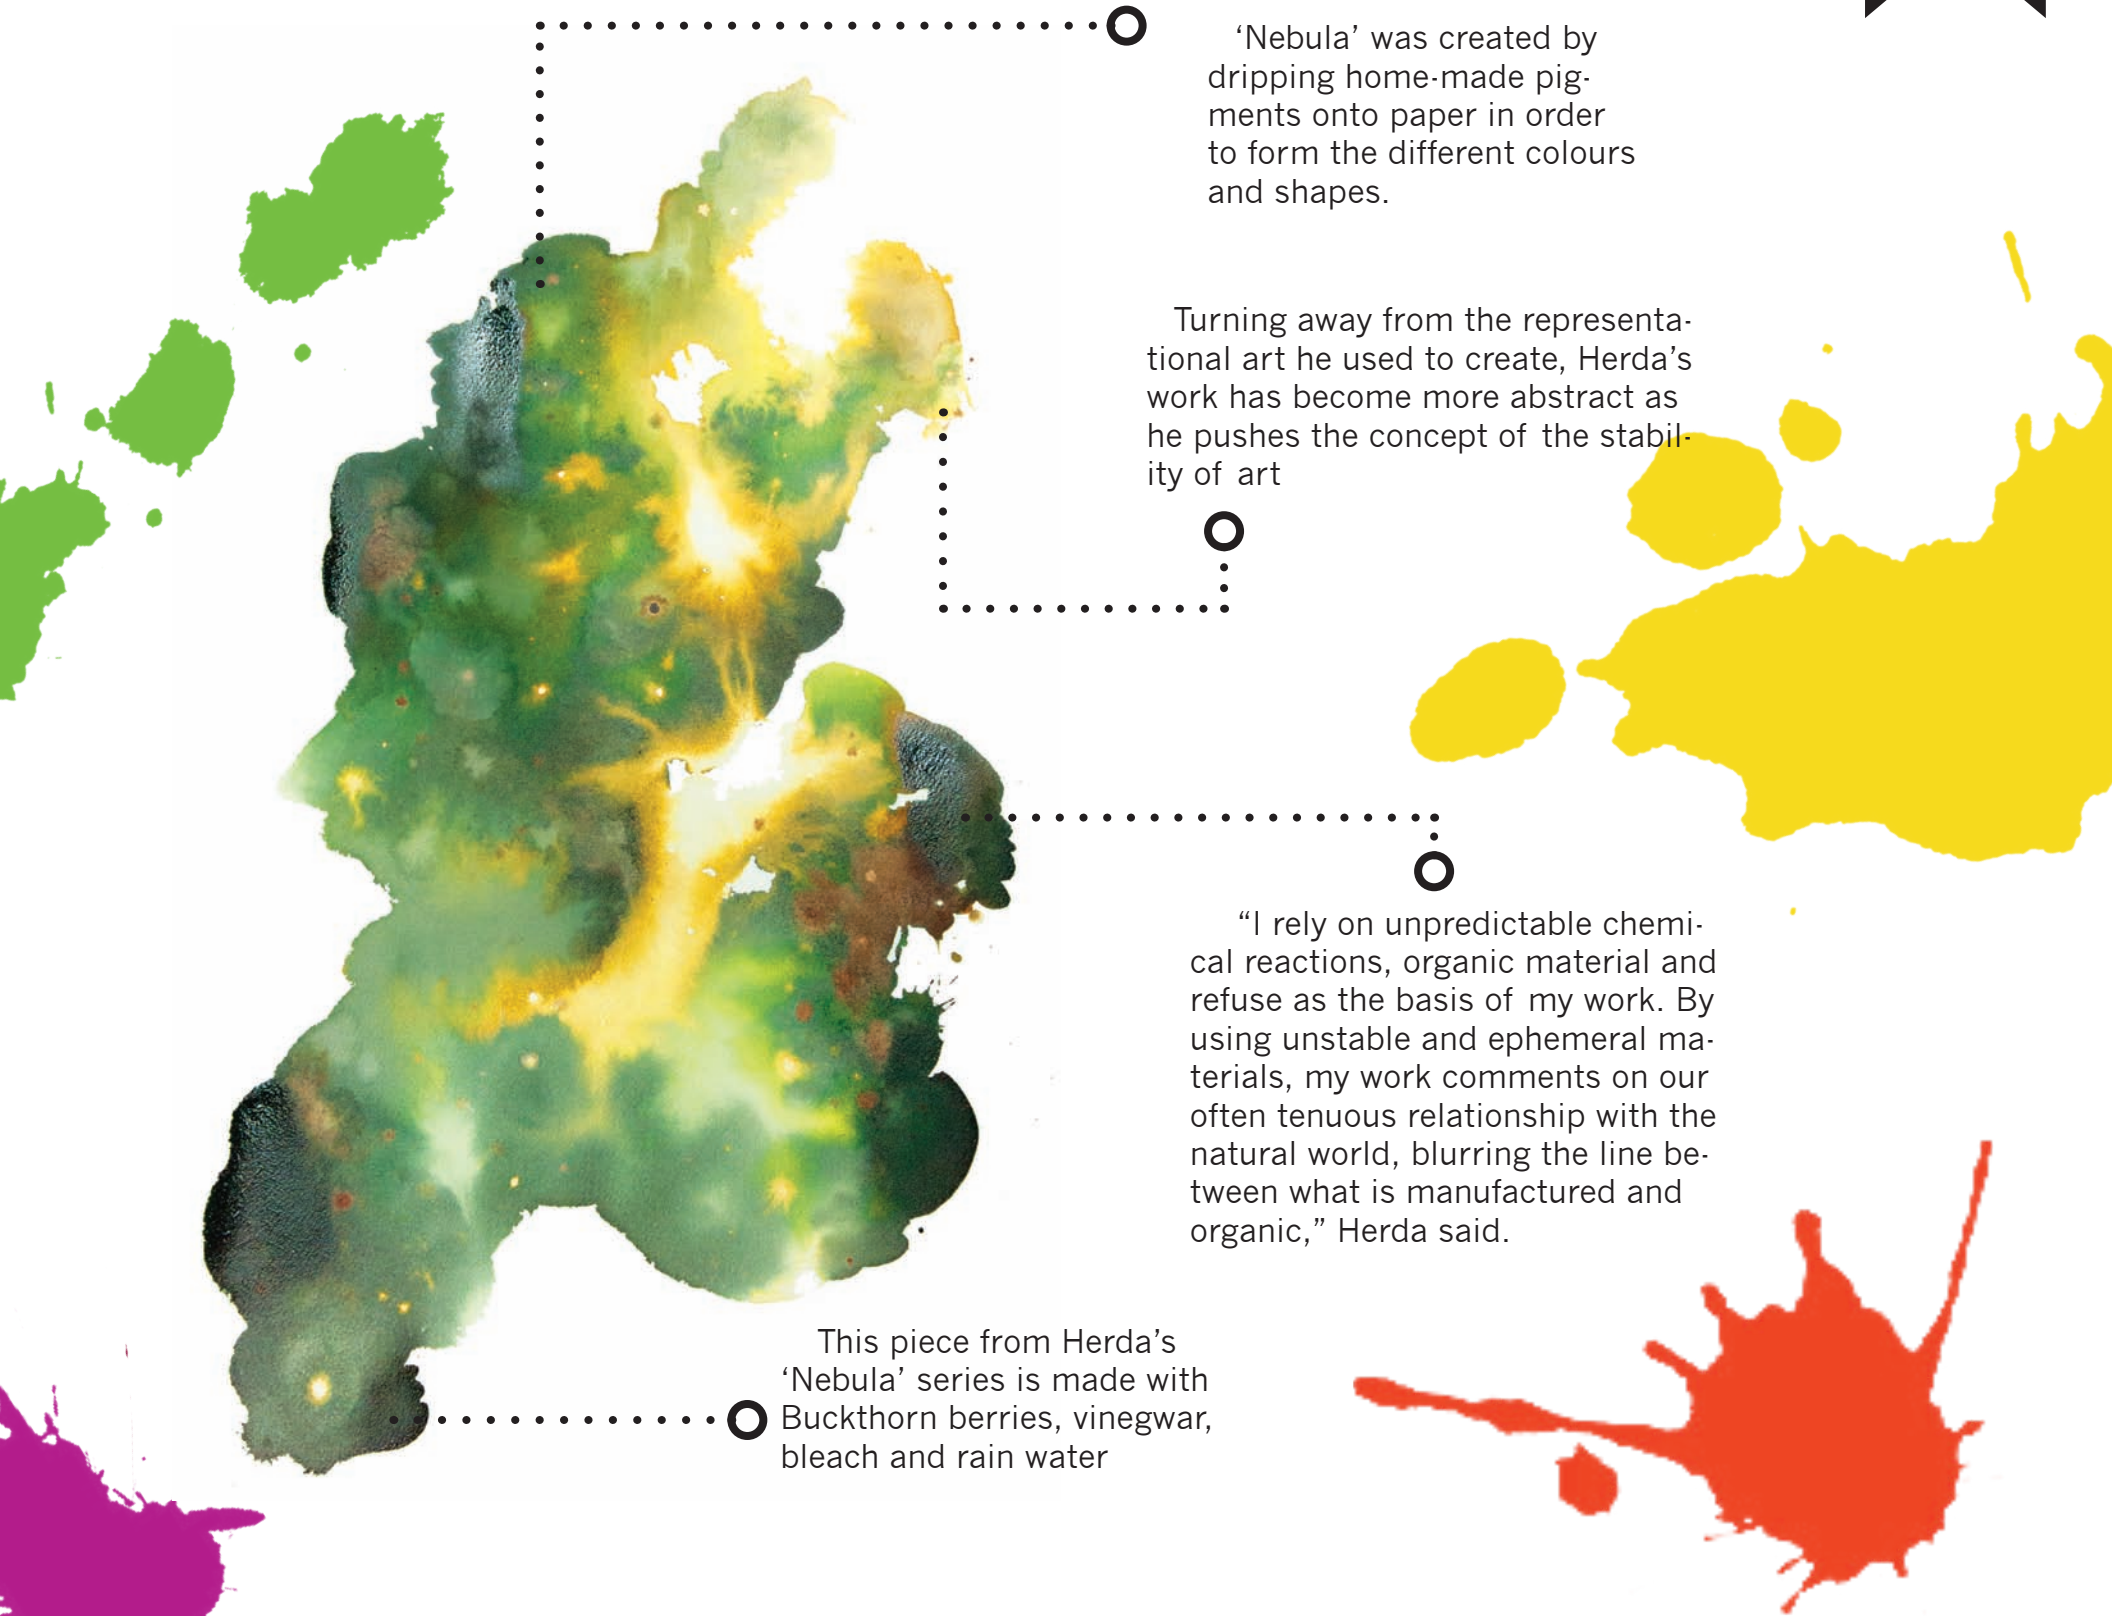 ‘Nebula’ was created by
dripping home-made pig-
ments onto paper in order
to form the different colours
and shapes.
Turning away from the representa-
tional art he used to create, Herda’s
work has become more abstract as
he pushes the concept of the stabil-
ity of art
“I rely on unpredictable chemi-
cal reactions, organic material and
refuse as the basis of my work. By
using unstable and ephemeral ma-
terials, my work comments on our
often tenuous relationship with the
natural world, blurring the line be-
tween what is manufactured and
organic,” Herda said.
This piece from Herda’s
‘Nebula’ series is made with
Buckthorn berries, vinegwar,
bleach and rain water